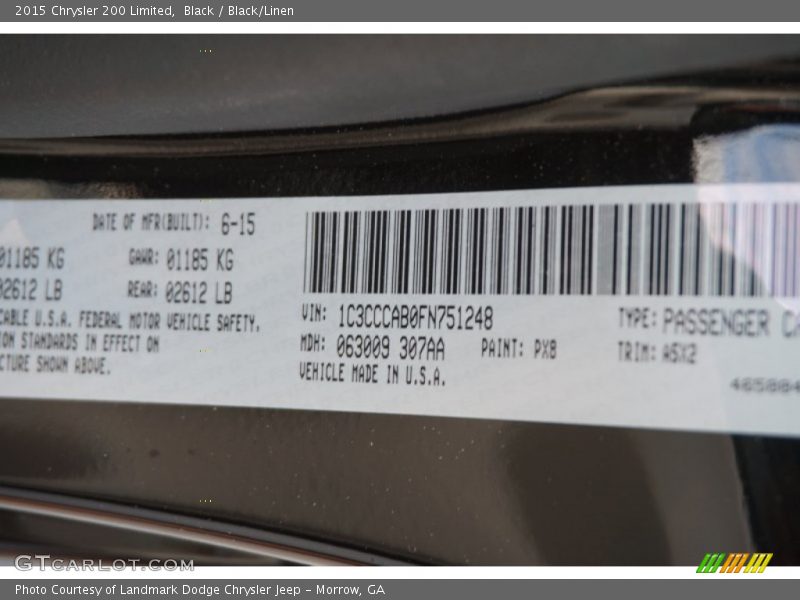 2015 Chrysler 200 Limited, Black / Black/Linen
DATE OF MFR(BUILT): 6-15
01185 KG GAWR: 01185 KG
02612 LB REAR: 02612 LB
CABLE U.S.A. FEDERAL MOTOR VEHICLE SAFETY,
ION STANDARDS IN EFFECT ON
CTURE SHOWN ABOVE.
VIN: 1C3CCCAB0FN751248 TYPE: PASSENGER
MDH: 063009 307AA PAINT: PX8 TRIM: A5X2
VEHICLE MADE IN U.S.A.
GTCARLOT.COM
Photo Courtesy of Landmark Dodge Chrysler Jeep – Morrow, GA